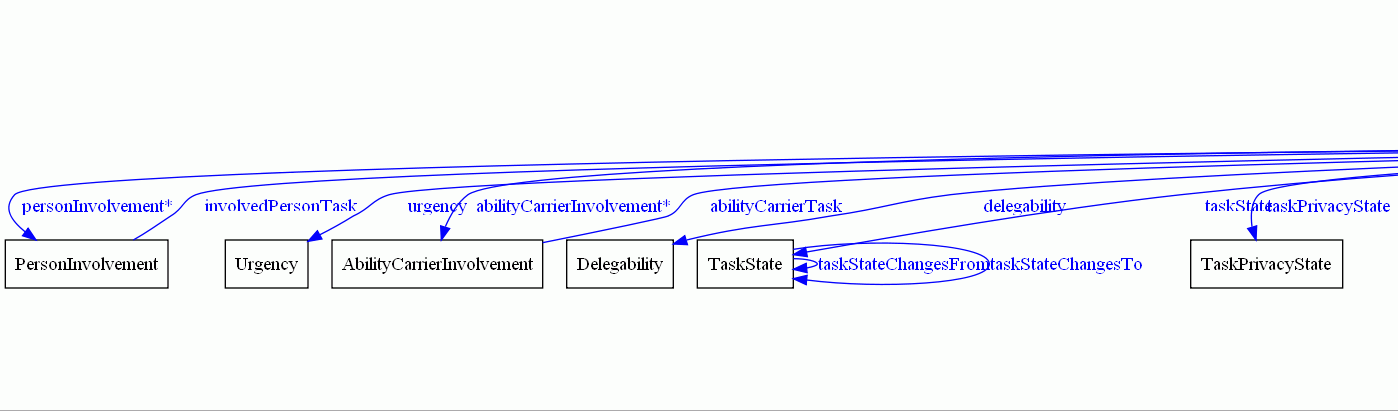 personInvolvement*
involvedPersonTask
urgency
abilityCarrierInvolvement*
abilityCarrierTask
delegability
taskState
taskPrivacyState
PersonInvolvement
Urgency
AbilityCarrierInvolvement
Delegability
TaskState
taskStateChangesFrom
taskStateChangesTo
TaskPrivacyState